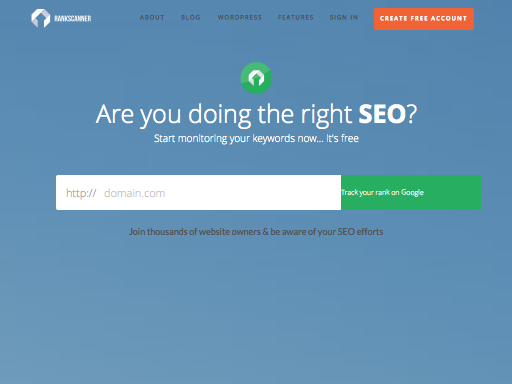 RANKSCANNER
ABOUT BLOG WORDPRESS FEATURES SIGN IN CREATE FREE ACCOUNT
Are you doing the right SEO?
Start monitoring your keywords now... It's free
http:// domain.com Track your rank on Google
Join thousands of website owners & be aware of your SEO efforts